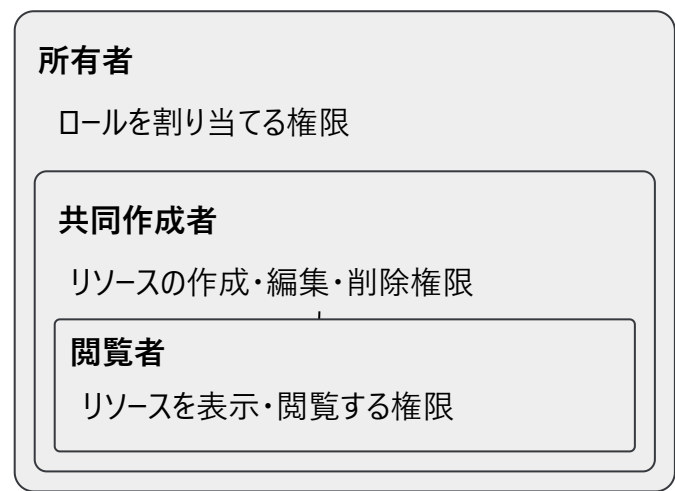 所有者
ロールを割り当てる権限
共同作成者
リソースの作成・編集・削除権限
閲覧者
リソースを表示・閲覧する権限